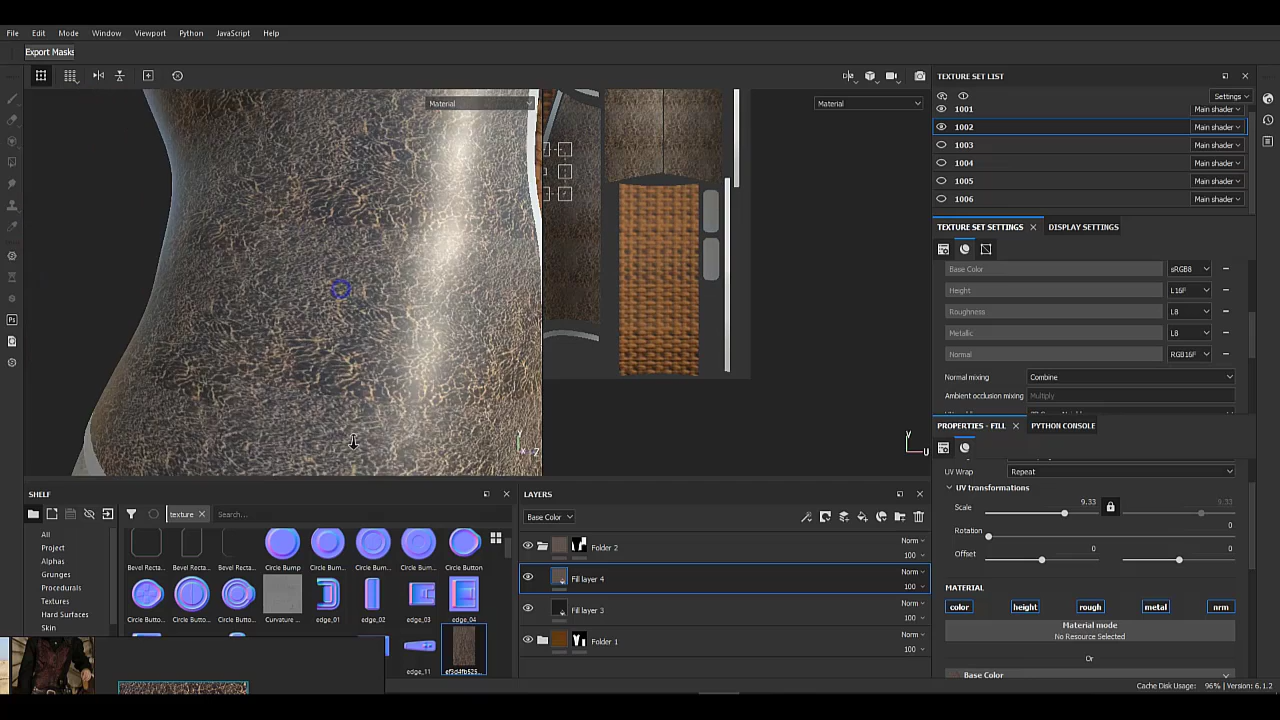 File Edit Mode Window Viewport Python JavaScript Help
Export Masks
Material
Material
TEXTURE SET LIST
Settings
1001 Main shader
1002 Main shader
1003 Main shader
1004 Main shader
1005 Main shader
1006 Main shader
TEXTURE SET SETTINGS DISPLAY SETTINGS
Base Color sRGB8
Height L16F
Roughness L8
Metallic L8
Normal RGB16F
Normal mixing Combine
Ambient occlusion mixing Multiply
PROPERTIES - FILL PYTHON CONSOLE
UV Wrap Repeat
UV transformations
Scale 9.33 9.33
Rotation 0
Offset 0 0
MATERIAL
color height rough metal nrm
Material mode
No Resource Selected
Or
Base Color
Y
X Z
Y
U
SHELF
texture Search...
All
Project
Alphas
Grunges
Procedurals
Textures
Hard Surfaces
Skin
Bevel Recta... Bevel Recta... Bevel Recta... Circle Bump Circle Bum... Circle Bum... Circle Bum... Circle Button
Circle Butto... Circle Butto... Circle Butto... Curvature ... edge_01 edge_02 edge_03 edge_04
edge_11
LAYERS
Base Color
Folder 2 Norm 100
Fill layer 4 Norm 100
Fill layer 3 Norm 100
Folder 1 Norm 100
Cache Disk Usage: 96% | Version: 6.1.2